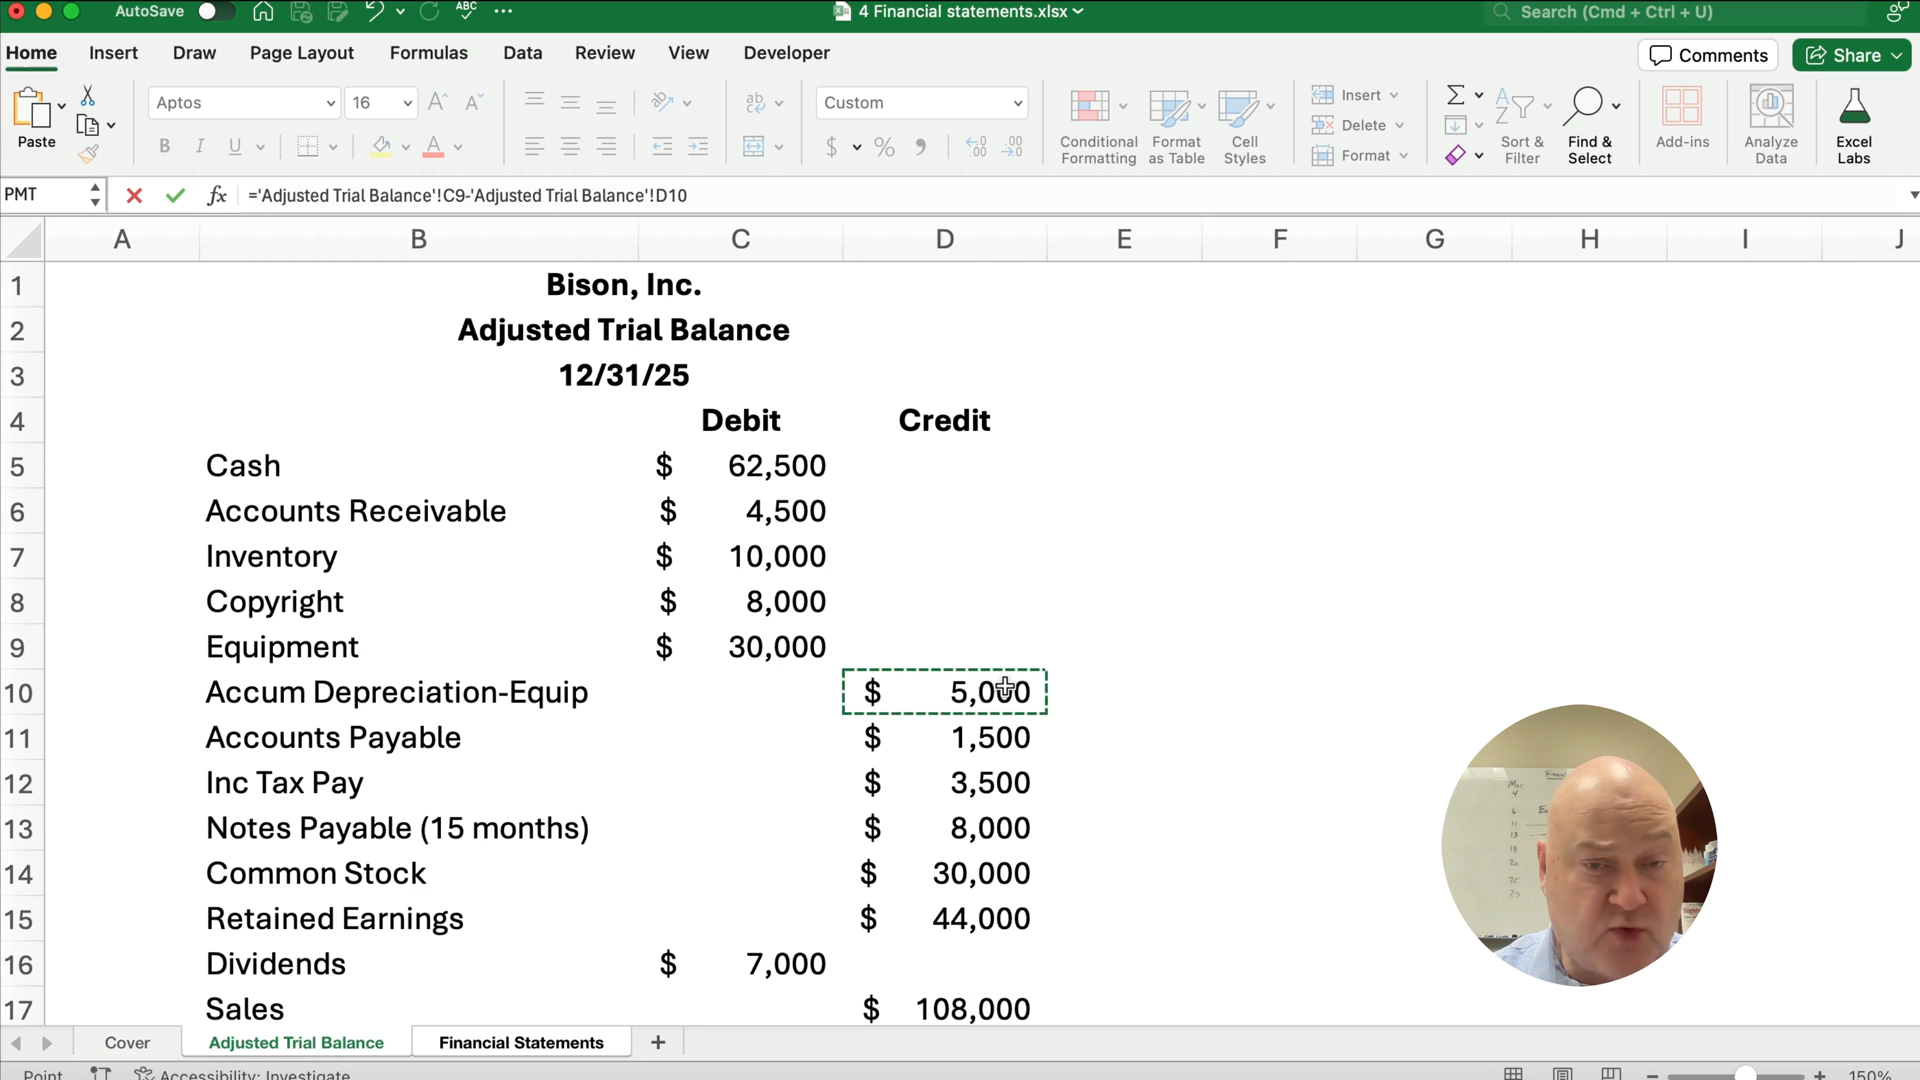 AutoSave
ABC
4 Financial statements.xlsx
Search (Cmd + Ctrl + U)
Home Insert Draw Page Layout Formulas Data Review View Developer
Comments Share
Paste
Aptos 16
Custom
Conditional Formatting
Format as Table
Cell Styles
Insert
Delete
Format
Sort & Filter
Find & Select
Add-ins
Analyze Data
Excel Labs
PMT fx ='Adjusted Trial Balance'!C9-'Adjusted Trial Balance'!D10
A B C D E F G H I J
1 Bison, Inc.
2 Adjusted Trial Balance
3 12/31/25
4 Debit Credit
5 Cash $ 62,500
6 Accounts Receivable $ 4,500
7 Inventory $ 10,000
8 Copyright $ 8,000
9 Equipment $ 30,000
10 Accum Depreciation-Equip $ 5,000
11 Accounts Payable $ 1,500
12 Inc Tax Pay $ 3,500
13 Notes Payable (15 months) $ 8,000
14 Common Stock $ 30,000
15 Retained Earnings $ 44,000
16 Dividends $ 7,000
17 Sales $ 108,000
Cover Adjusted Trial Balance Financial Statements +
Point Accessibility: Investigate 150%